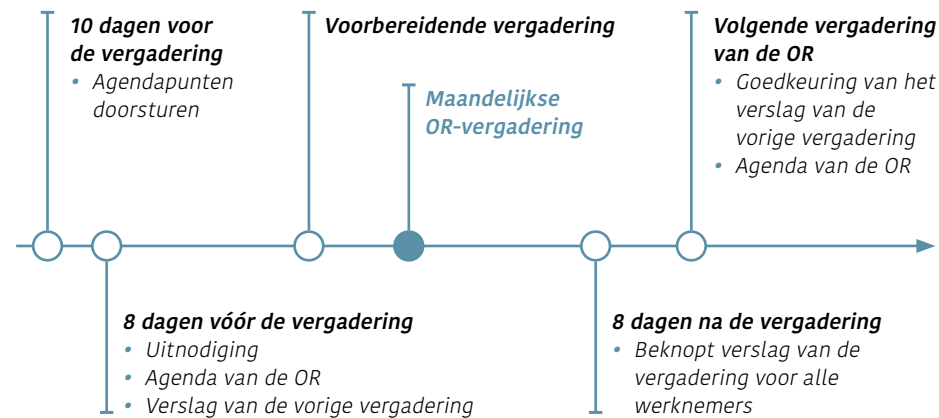 10 dagen voor
de vergadering
• Agendapunten
doorsturen
Voorbereidende vergadering
Maandelijkse
OR-vergadering
Volgende vergadering
van de OR
• Goedkeuring van het
verslag van de
vorige vergadering
• Agenda van de OR
8 dagen vóór de vergadering
• Uitnodiging
• Agenda van de OR
• Verslag van de vorige vergadering
8 dagen na de vergadering
• Beknopt verslag van de
vergadering voor alle
werknemers